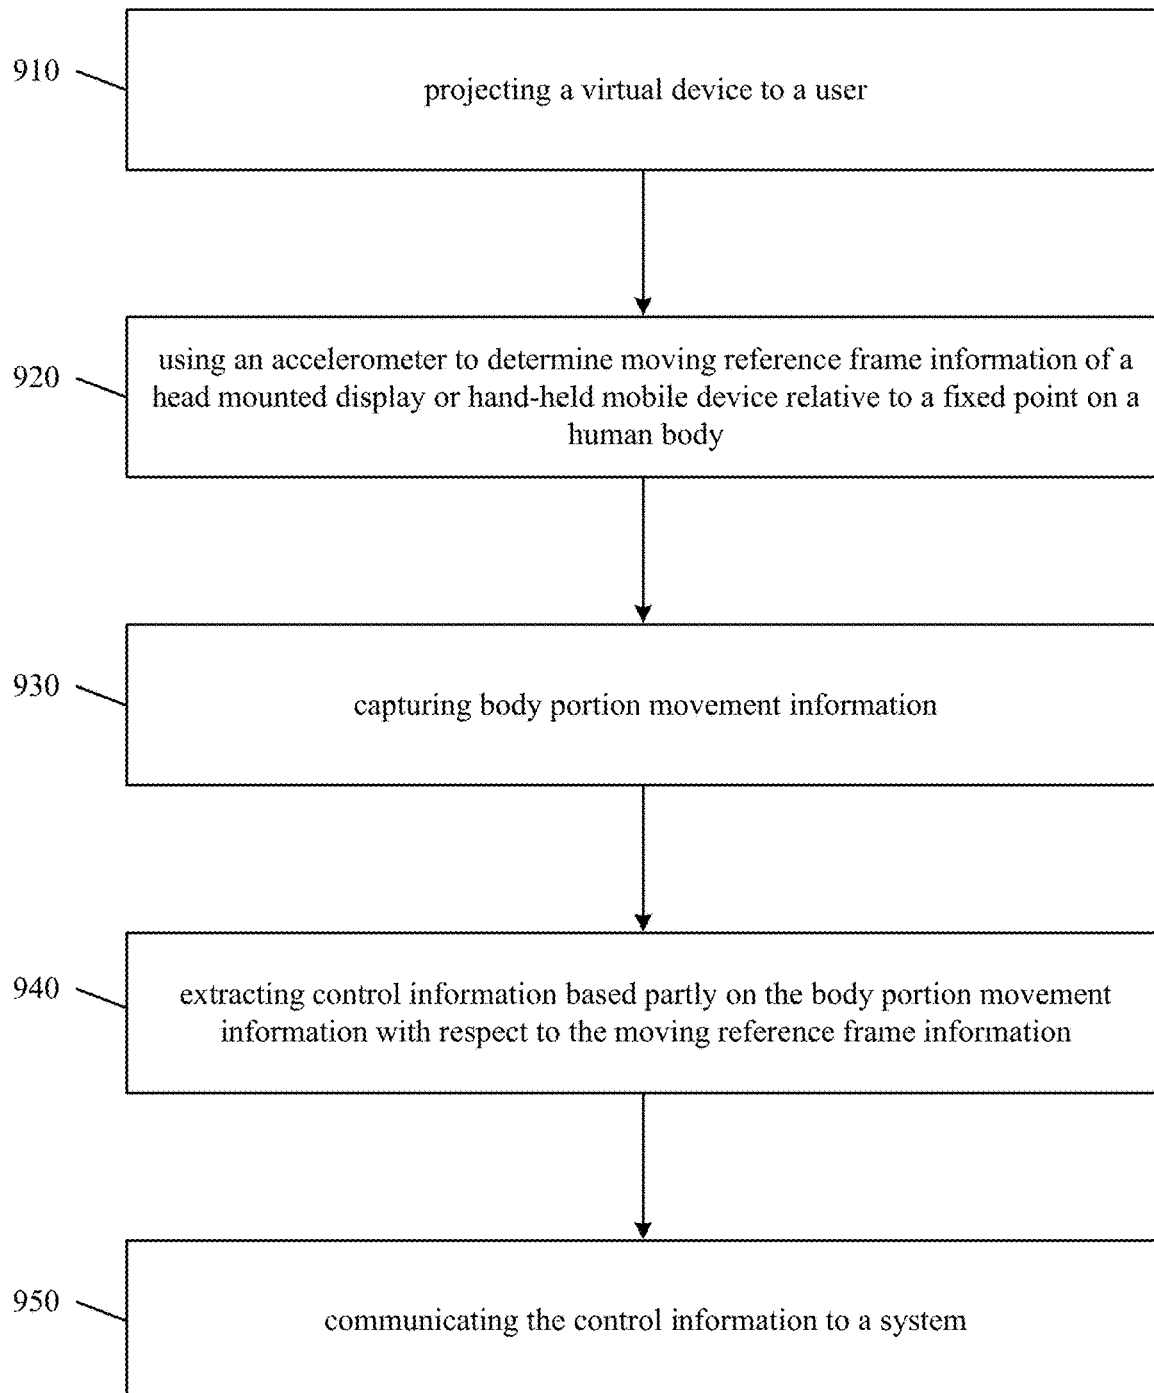 910
projecting a virtual device to a user
920
using an accelerometer to determine moving reference frame information of a
head mounted display or hand-held mobile device relative to a fixed point on a
human body
930
capturing body portion movement information
940
extracting control information based partly on the body portion movement
information with respect to the moving reference frame information
950
communicating the control information to a system